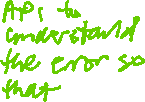 API to
understand
the error so
that